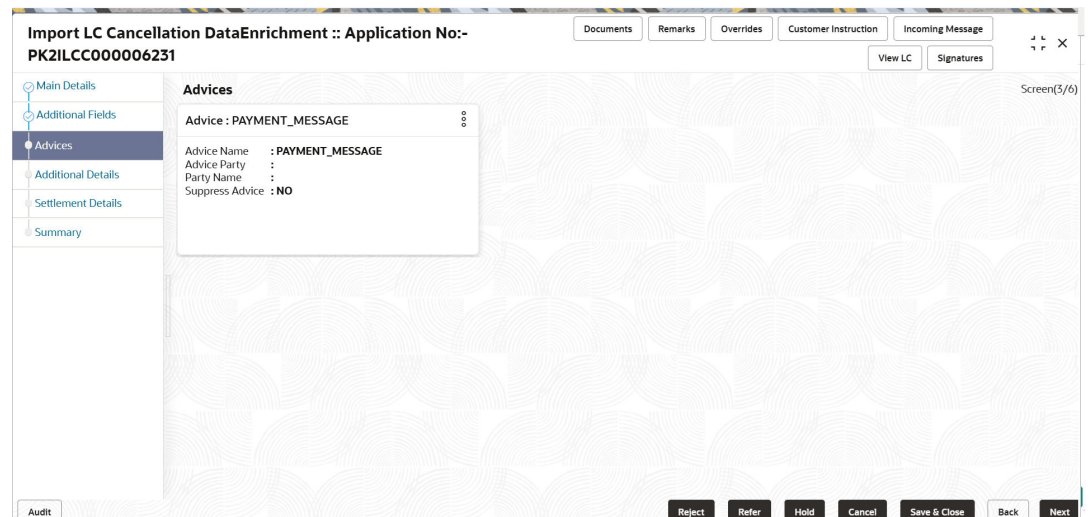 Import LC Cancellation DataEnrichment :: Application No:-
PK2ILCC000006231
Documents
Remarks
Overrides
Customer Instruction
Incoming Message
View LC
Signatures
Main Details
Additional Fields
Advices
Additional Details
Settlement Details
Summary
Advices
Screen(3/6)
Advice : PAYMENT_MESSAGE
Advice Name : PAYMENT_MESSAGE
Advice Party :
Party Name :
Suppress Advice : NO
Audit
Reject
Refer
Hold
Cancel
Save & Close
Back
Next